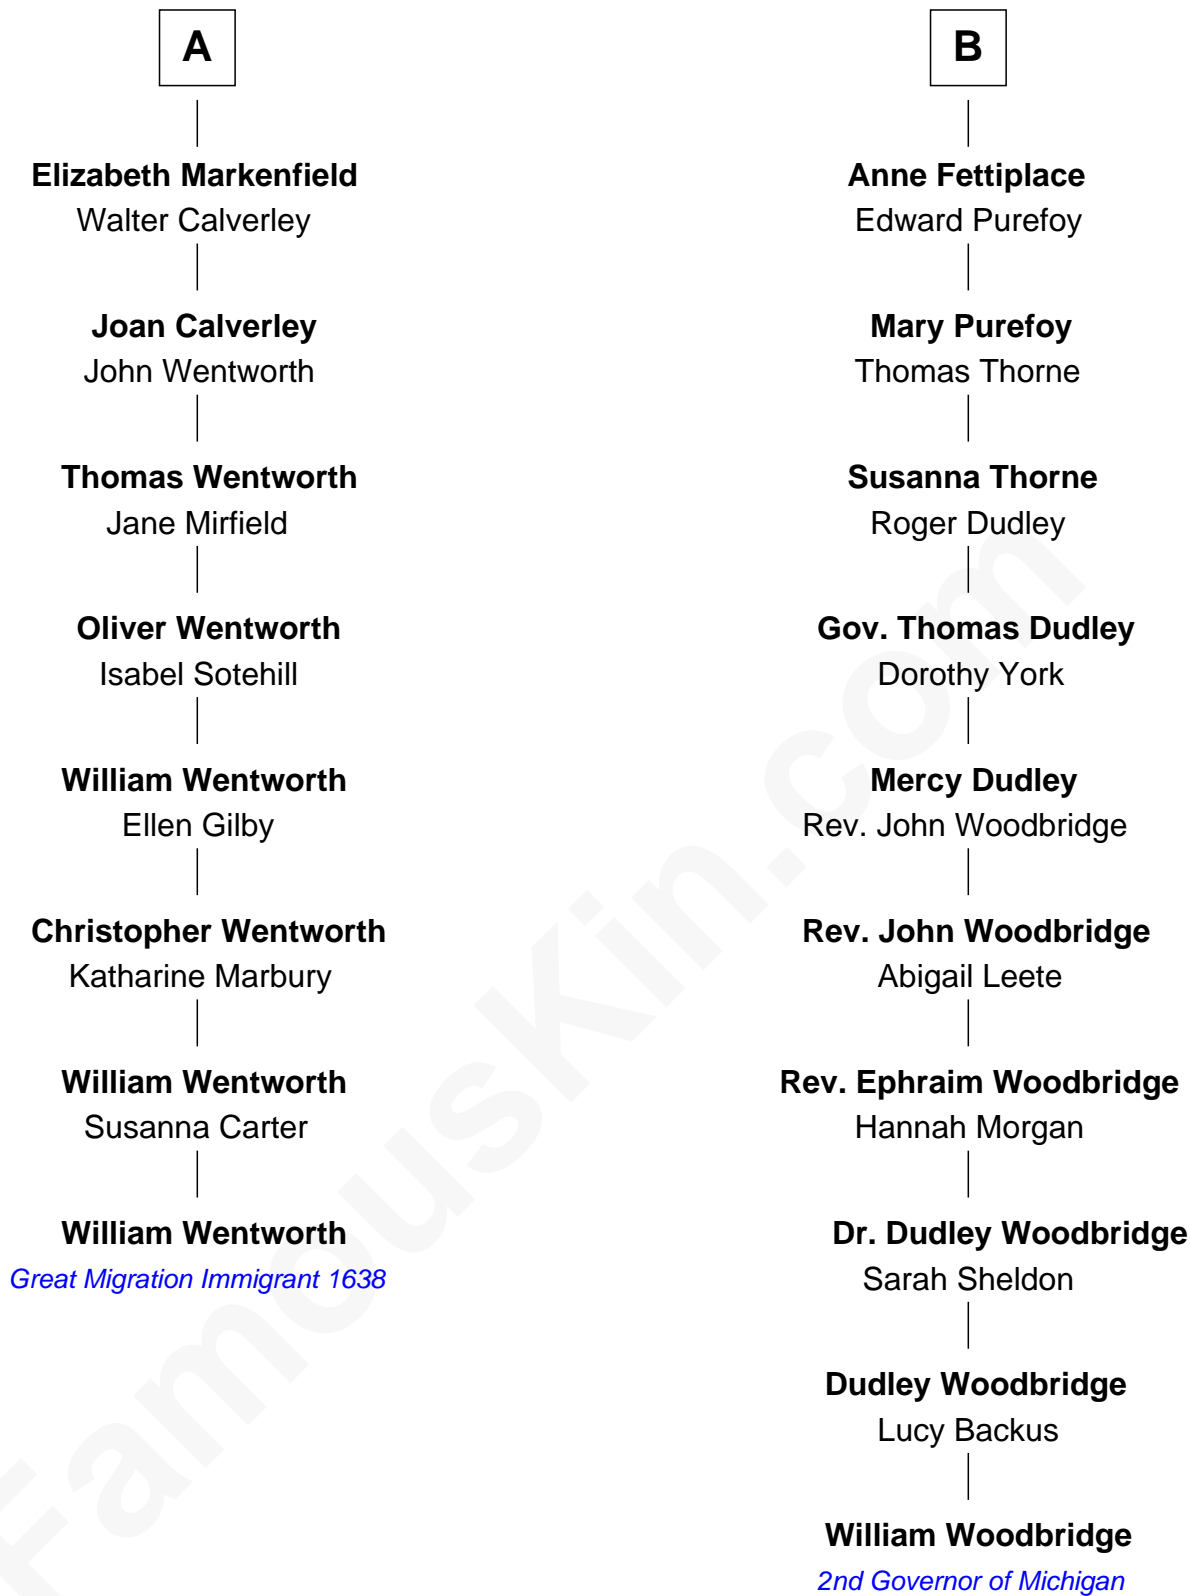 A
Elizabeth Markenfield
Walter Calverley
Joan Calverley
John Wentworth
Thomas Wentworth
Jane Mirfield
Oliver Wentworth
Isabel Sotehill
William Wentworth
Ellen Gilby
Christopher Wentworth
Katharine Marbury
William Wentworth
Susanna Carter
William Wentworth
Great Migration Immigrant 1638
B
Anne Fettiplace
Edward Purefoy
Mary Purefoy
Thomas Thorne
Susanna Thorne
Roger Dudley
Gov. Thomas Dudley
Dorothy York
Mercy Dudley
Rev. John Woodbridge
Rev. John Woodbridge
Abigail Leete
Rev. Ephraim Woodbridge
Hannah Morgan
Dr. Dudley Woodbridge
Sarah Sheldon
Dudley Woodbridge
Lucy Backus
William Woodbridge
2nd Governor of Michigan
FamousKin.com